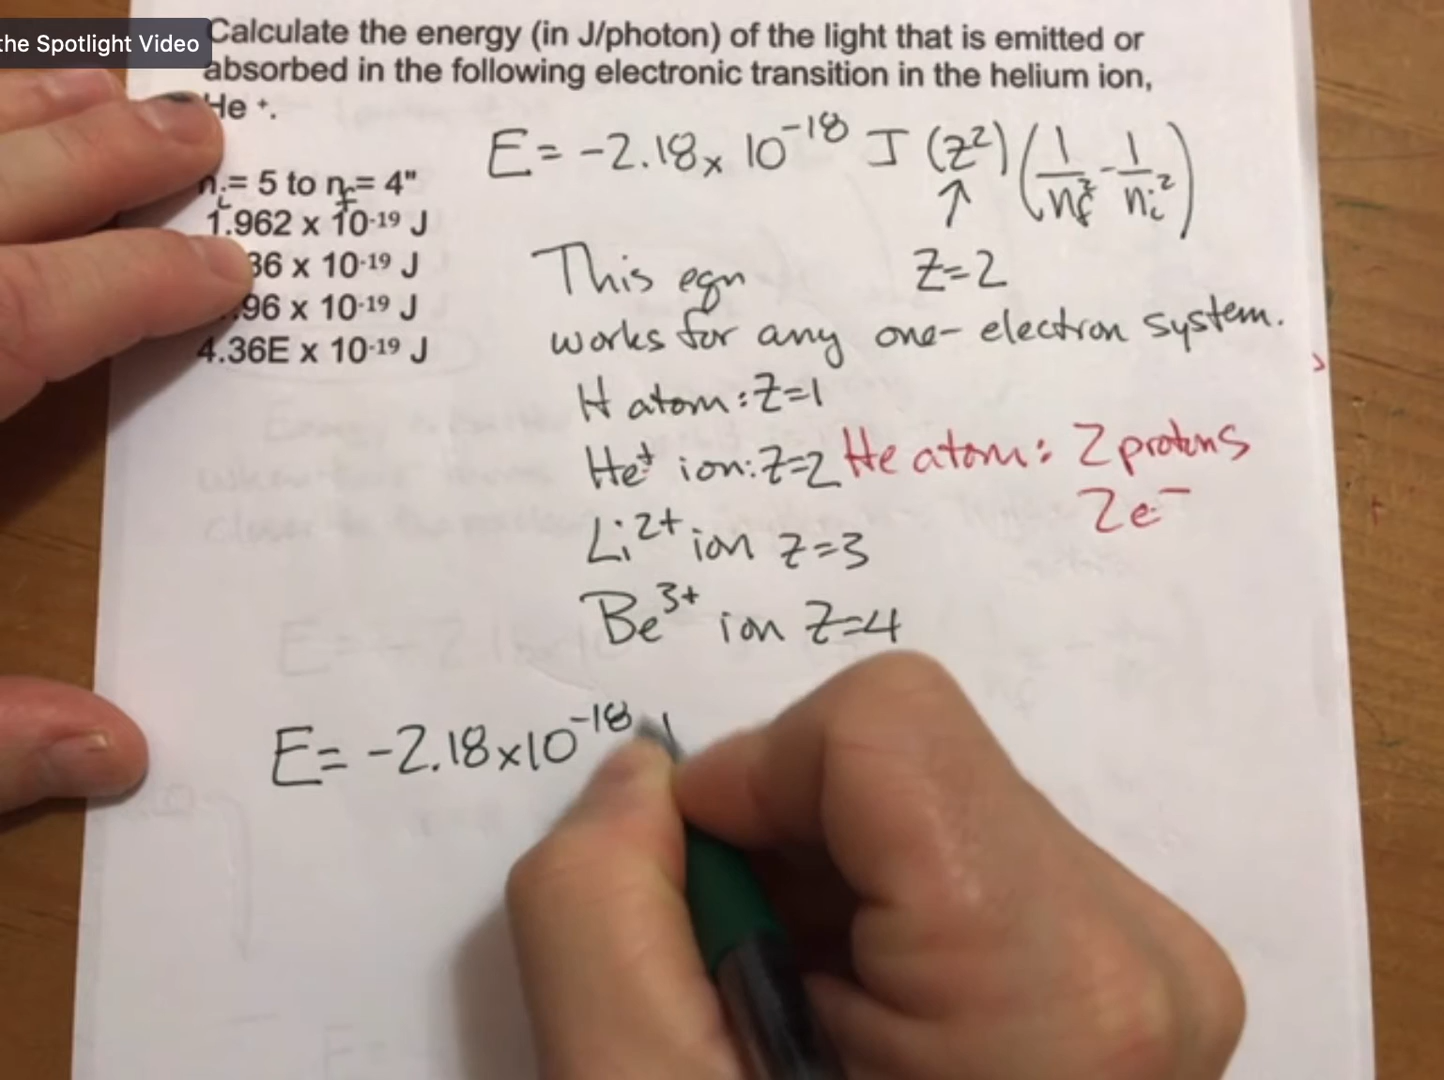 the Spotlight Video
Calculate the energy (in J/photon) of the light that is emitted or
absorbed in the following electronic transition in the helium ion,
He +.
E = -2.18 x 10^-18 J (Z²) (1/nf² - 1/ni²)
ni = 5 to nf = 4"
↑
1.962 x 10-19 J
Z=2
36 x 10-19 J
This eqn
96 x 10-19 J
works for any one-electron system.
4.36E x 10-19 J
H atom: Z=1
He+ ion: Z=2 He atom: 2 protons
2e-
Li2+ ion Z=3
Be3+ ion Z=4
E= -2.18x10^-18